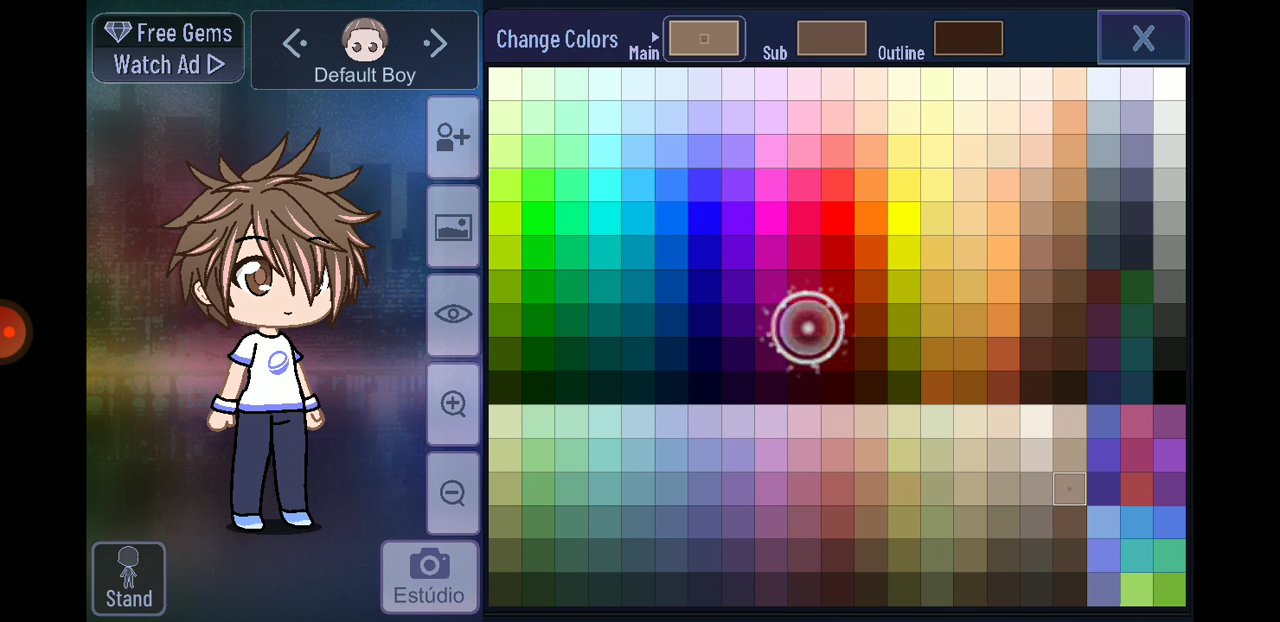 Free Gems
Watch Ad
Default Boy
Change Colors
Main
Sub
Outline
X
Stand
Estúdio